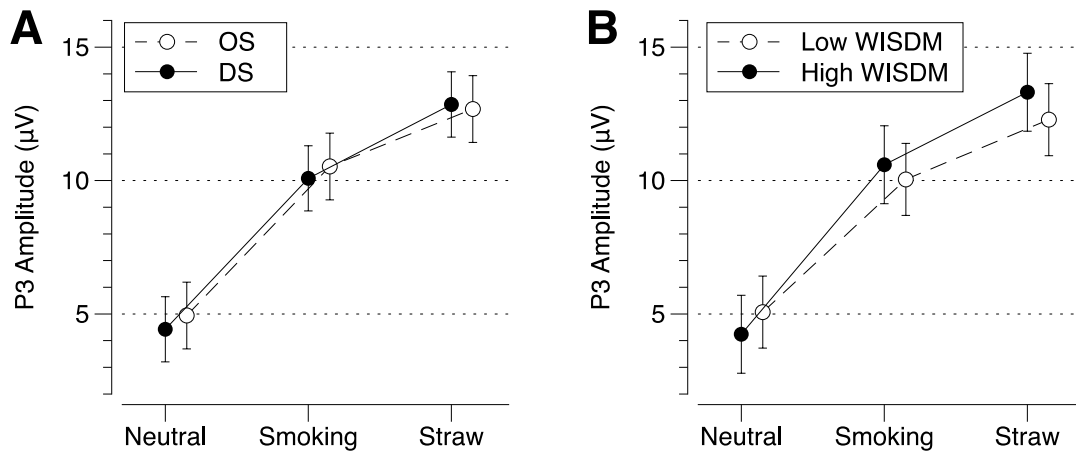 A
OS
DS
P3 Amplitude (µV)
15
10
5
Neutral Smoking Straw
B
Low WISDM
High WISDM
P3 Amplitude (µV)
15
10
5
Neutral Smoking Straw